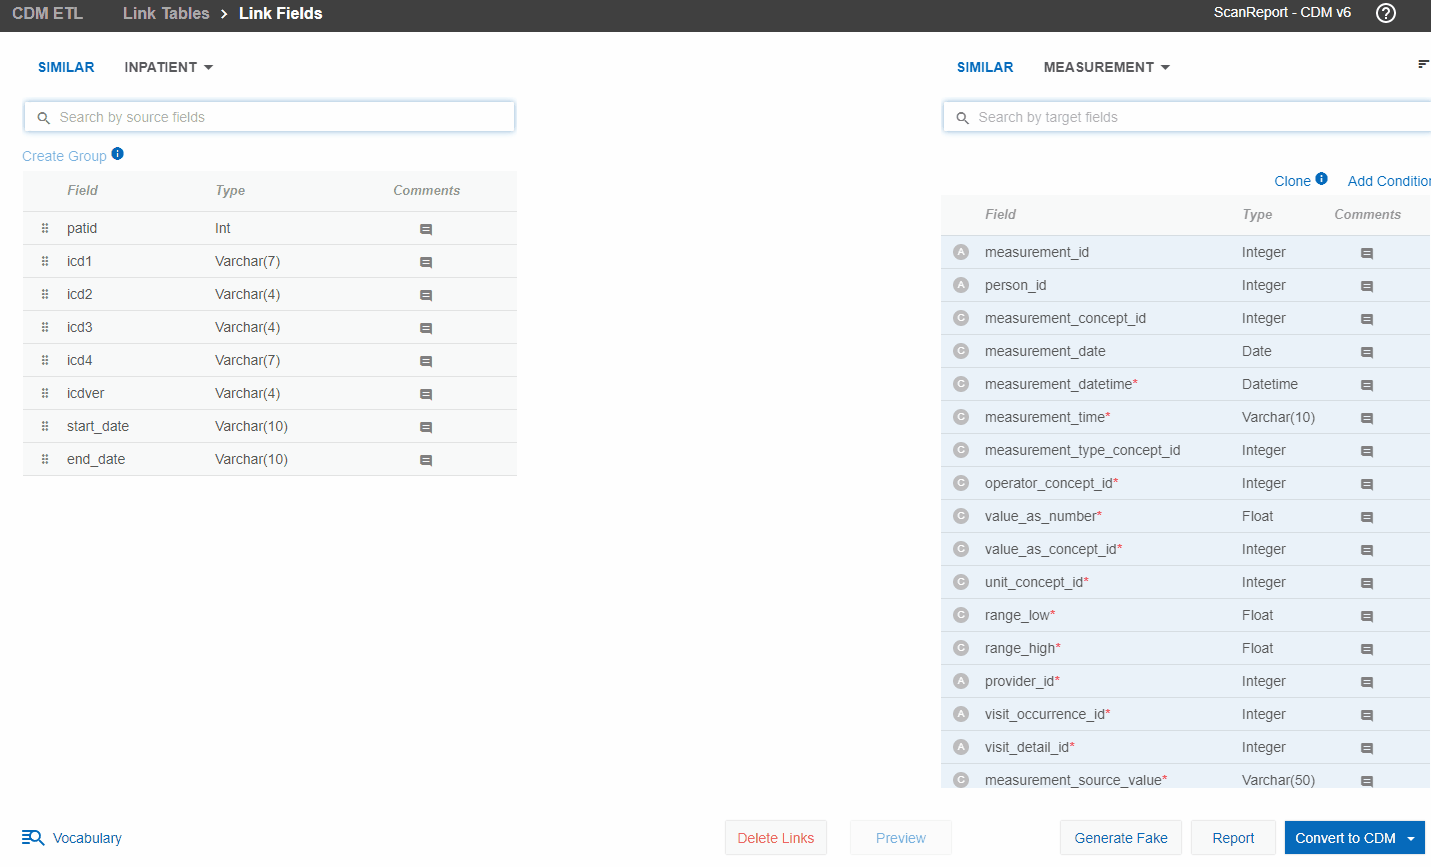 CDM ETL Link Tables > Link Fields ScanReport - CDM v6 ?
SIMILAR INPATIENT
Search by source fields
Create Group i
Field Type Comments
patid Int
icd1 Varchar(7)
icd2 Varchar(4)
icd3 Varchar(4)
icd4 Varchar(7)
icdver Varchar(4)
start_date Varchar(10)
end_date Varchar(10)
SIMILAR MEASUREMENT
Search by target fields
Clone i Add Condition
Field Type Comments
A measurement_id Integer
A person_id Integer
C measurement_concept_id Integer
C measurement_date Date
C measurement_datetime* Datetime
C measurement_time* Varchar(10)
C measurement_type_concept_id Integer
C operator_concept_id* Integer
C value_as_number* Float
C value_as_concept_id* Integer
C unit_concept_id* Integer
C range_low* Float
C range_high* Float
A provider_id* Integer
A visit_occurrence_id* Integer
A visit_detail_id* Integer
C measurement_source_value* Varchar(50)
Vocabulary Delete Links Preview Generate Fake Report Convert to CDM